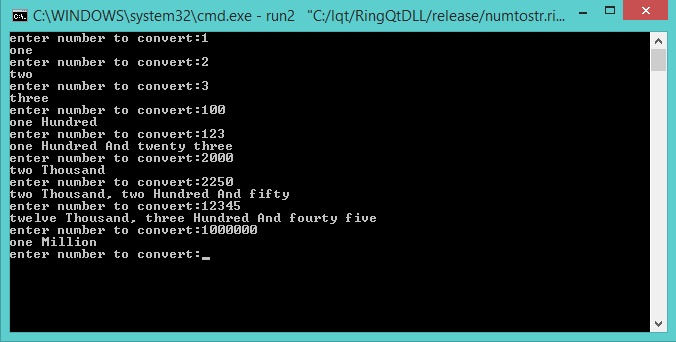 C:\WINDOWS\system32\cmd.exe - run2 "C:/lqt/RingQtDLL/release/numtostr.ri...
enter number to convert:1
one
enter number to convert:2
two
enter number to convert:3
three
enter number to convert:100
one Hundred
enter number to convert:123
one Hundred And twenty three
enter number to convert:2000
two Thousand
enter number to convert:2250
two Thousand, two Hundred And fifty
enter number to convert:12345
twelve Thousand, three Hundred And fourty five
enter number to convert:1000000
one Million
enter number to convert:_